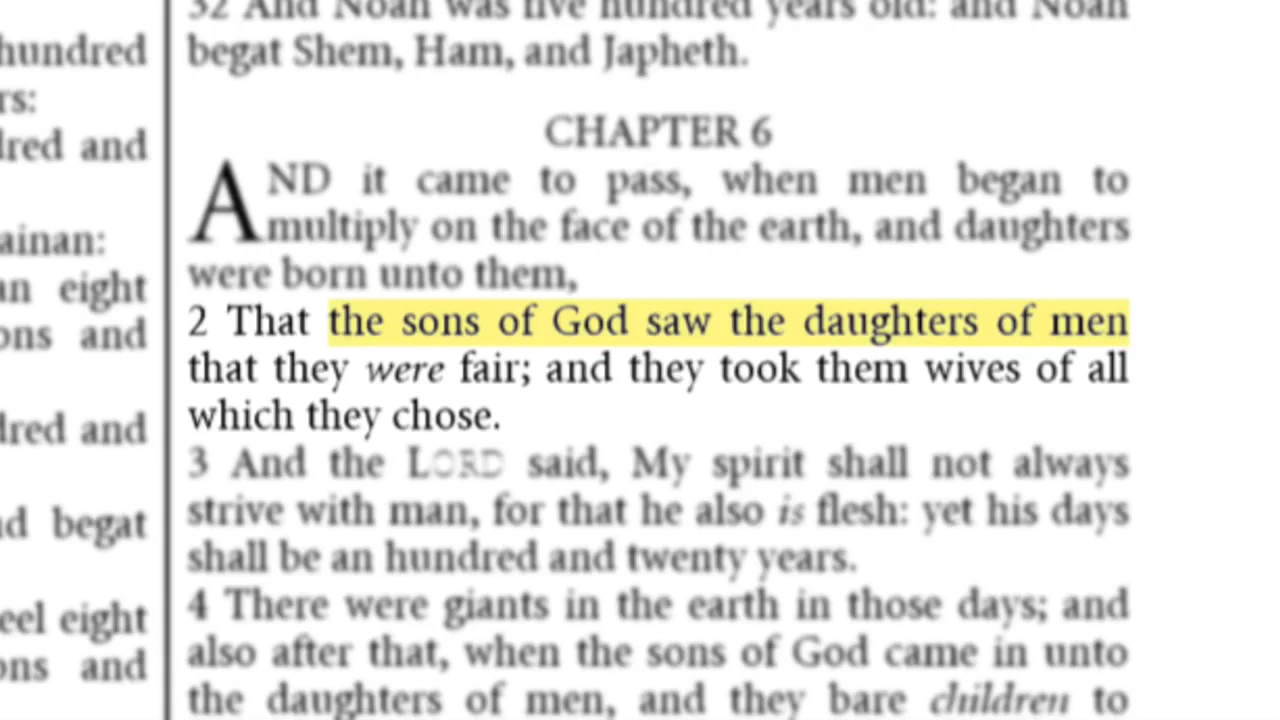 hundred
rs:
dred and
ainan:
an eight
ons and
dred and
nd begat
eel eight
ons and
32 And Noah was five hundred years old: and Noah
begat Shem, Ham, and Japheth.
CHAPTER 6
AND it came to pass, when men began to
multiply on the face of the earth, and daughters
were born unto them,
2 That the sons of God saw the daughters of men
that they were fair; and they took them wives of all
which they chose.
3 And the LORD said, My spirit shall not always
strive with man, for that he also is flesh: yet his days
shall be an hundred and twenty years.
4 There were giants in the earth in those days; and
also after that, when the sons of God came in unto
the daughters of men, and they bare children to